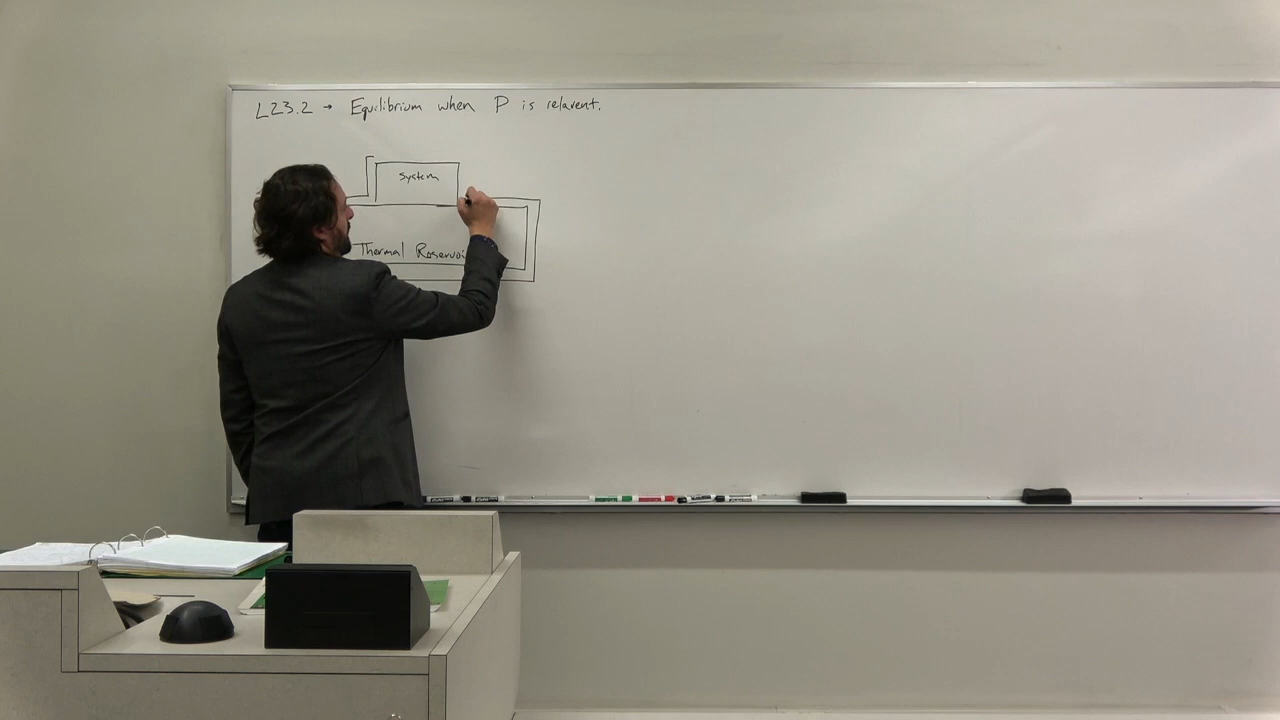 L23.2 → Equilibrium when P is relavent.
system
Thermal Reservoi